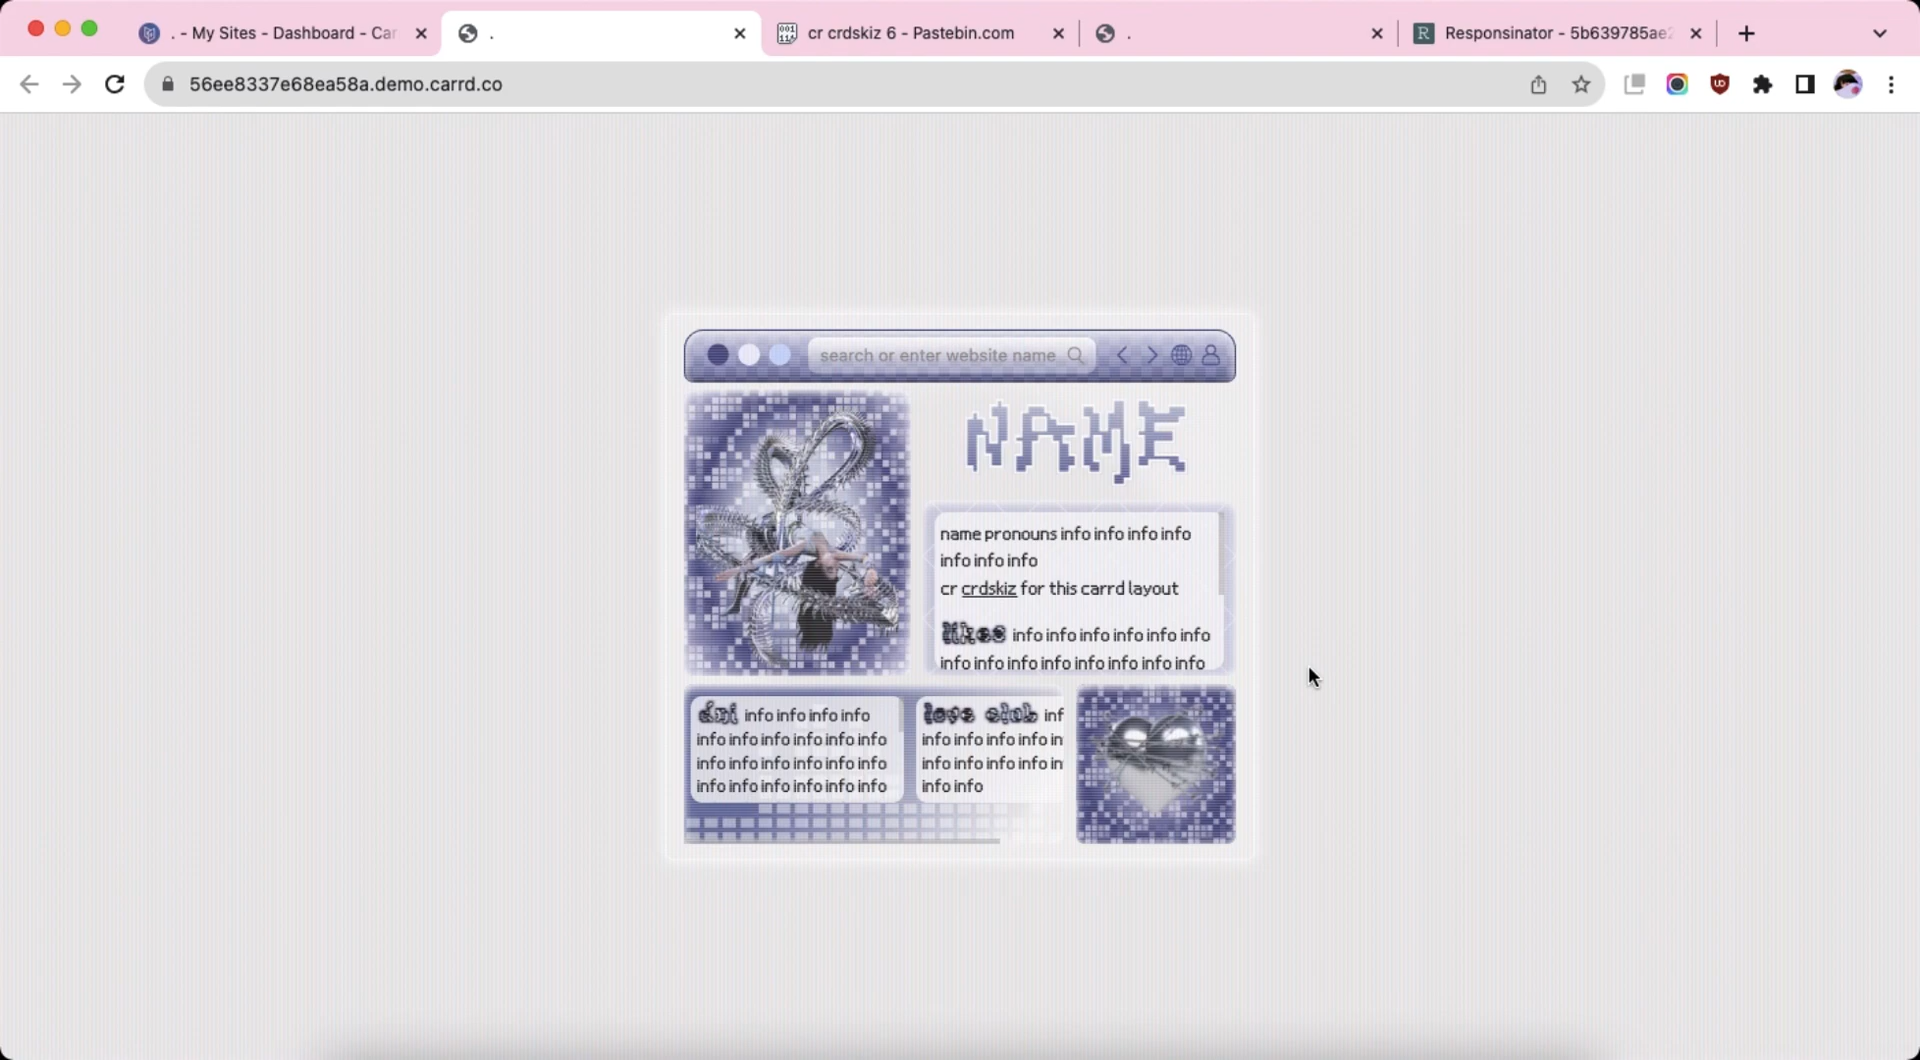 . - My Sites - Dashboard - Car
.
cr crdskiz 6 - Pastebin.com
.
Responsinator - 5b639785ae
56ee8337e68ea58a.demo.carrd.co
search or enter website name
NAME
name pronouns info info info info
info info info
cr crdskiz for this carrd layout
likes info info info info info info
info info info info info info info info
dni info info info info
info info info info info info
info info info info info info
info info info info info info
love club inf
info info info info in
info info info info in
info info